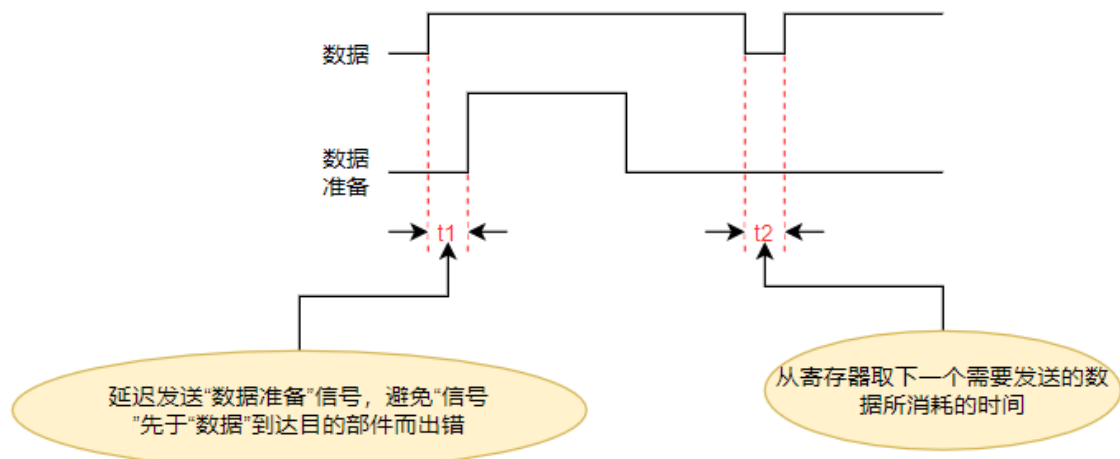 数据
数据
准备
t1
t2
延迟发送“数据准备”信号，避免“信号
”先于“数据”到达目的部件而出错
从寄存器取下一个需要发送的数
据所消耗的时间